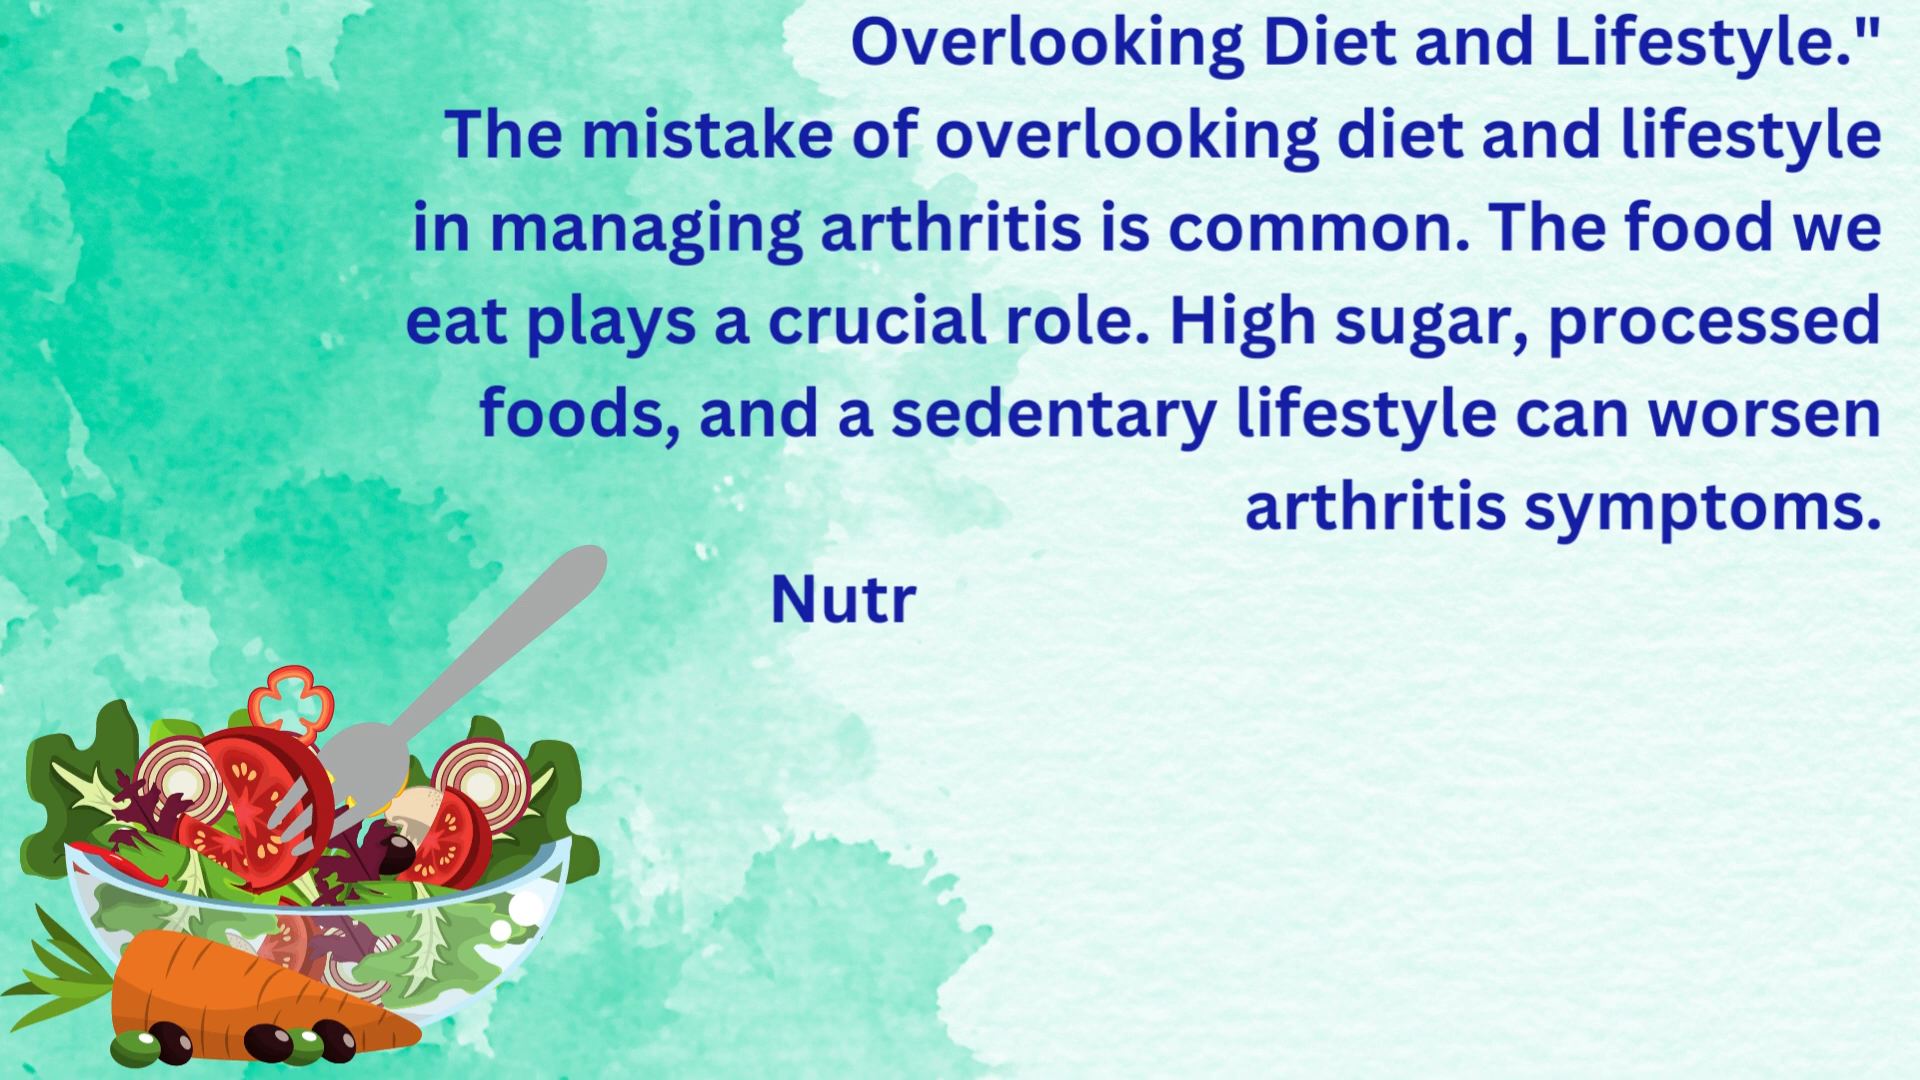 Overlooking Diet and Lifestyle."
The mistake of overlooking diet and lifestyle
in managing arthritis is common. The food we
eat plays a crucial role. High sugar, processed
foods, and a sedentary lifestyle can worsen
arthritis symptoms.
Nutr